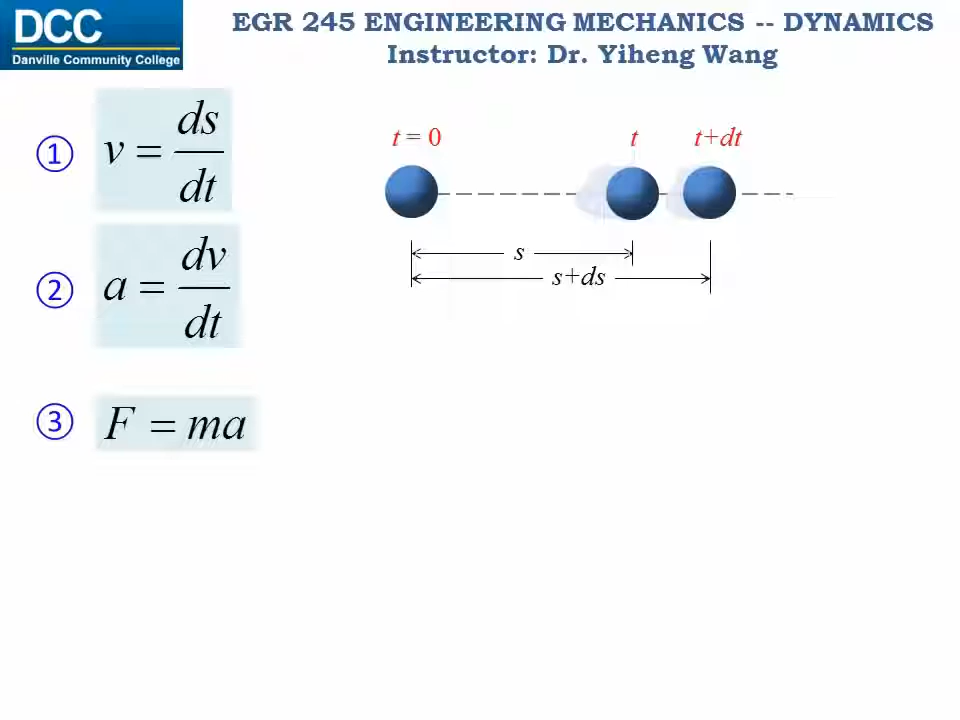 DCC
Danville Community College
EGR 245 ENGINEERING MECHANICS -- DYNAMICS
Instructor: Dr. Yiheng Wang
① v = ds/dt
② a = dv/dt
③ F = ma
t = 0
t
t+dt
s
s+ds